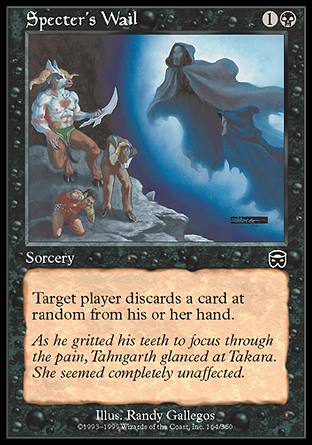 Specter's Wail 1
Sorcery
Target player discards a card at
random from his or her hand.
As he gritted his teeth to focus through
the pain, Tahngarth glanced at Takara.
She seemed completely unaffected.
Illus. Randy Gallegos
©1993–1999 Wizards of the Coast, Inc. 164/350